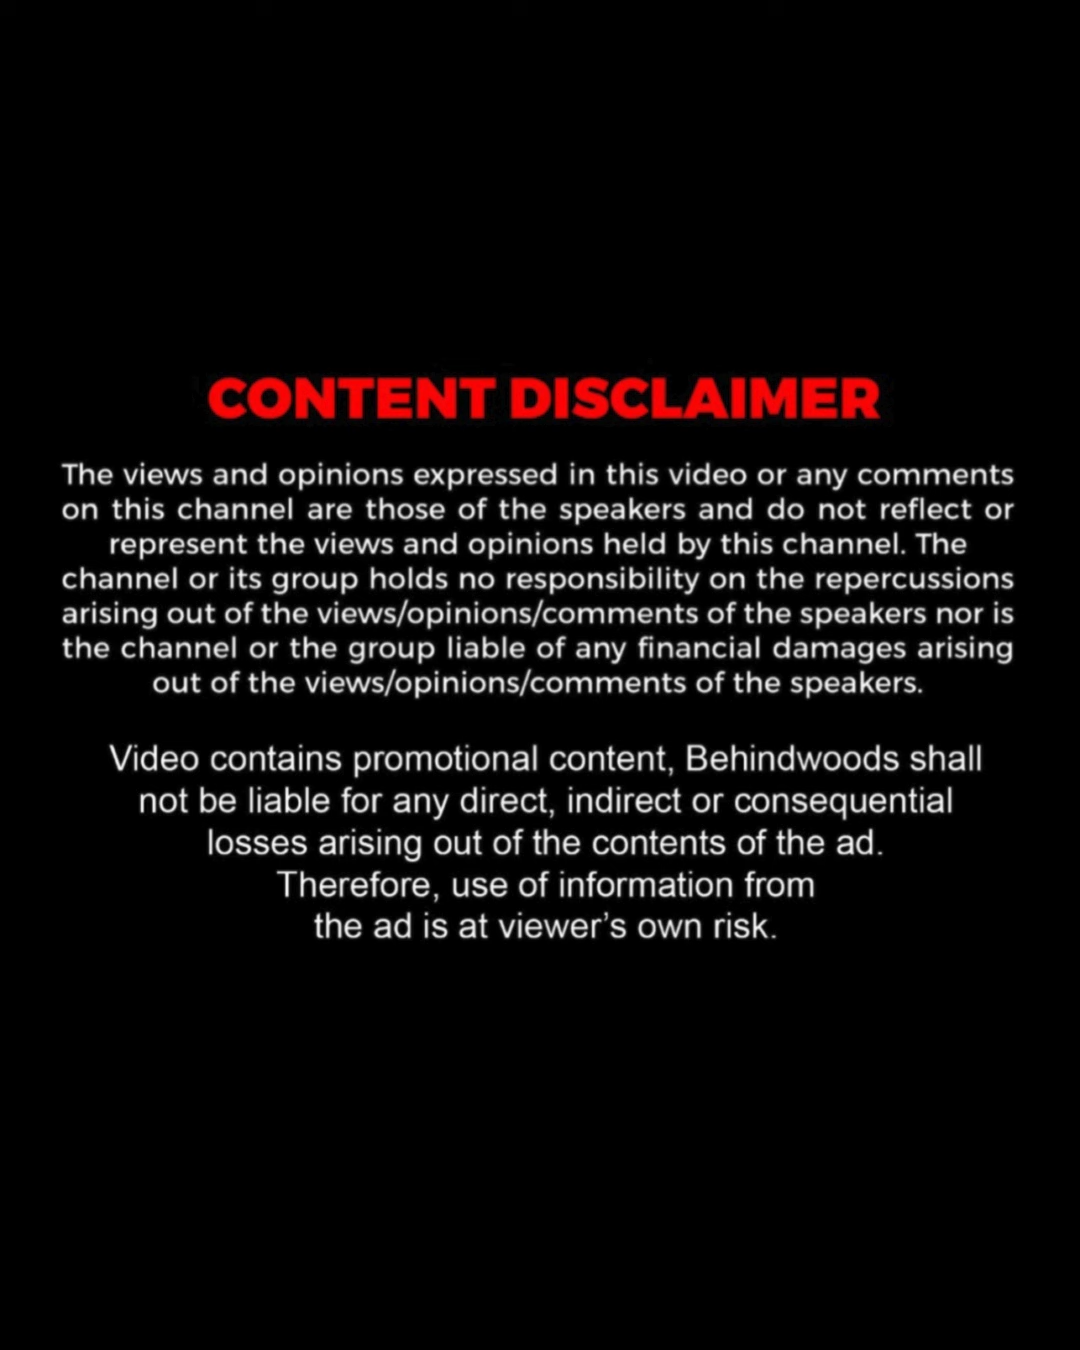 CONTENT DISCLAIMER
The views and opinions expressed in this video or any comments
on this channel are those of the speakers and do not reflect or
represent the views and opinions held by this channel. The
channel or its group holds no responsibility on the repercussions
arising out of the views/opinions/comments of the speakers nor is
the channel or the group liable of any financial damages arising
out of the views/opinions/comments of the speakers.
Video contains promotional content, Behindwoods shall
not be liable for any direct, indirect or consequential
losses arising out of the contents of the ad.
Therefore, use of information from
the ad is at viewer’s own risk.